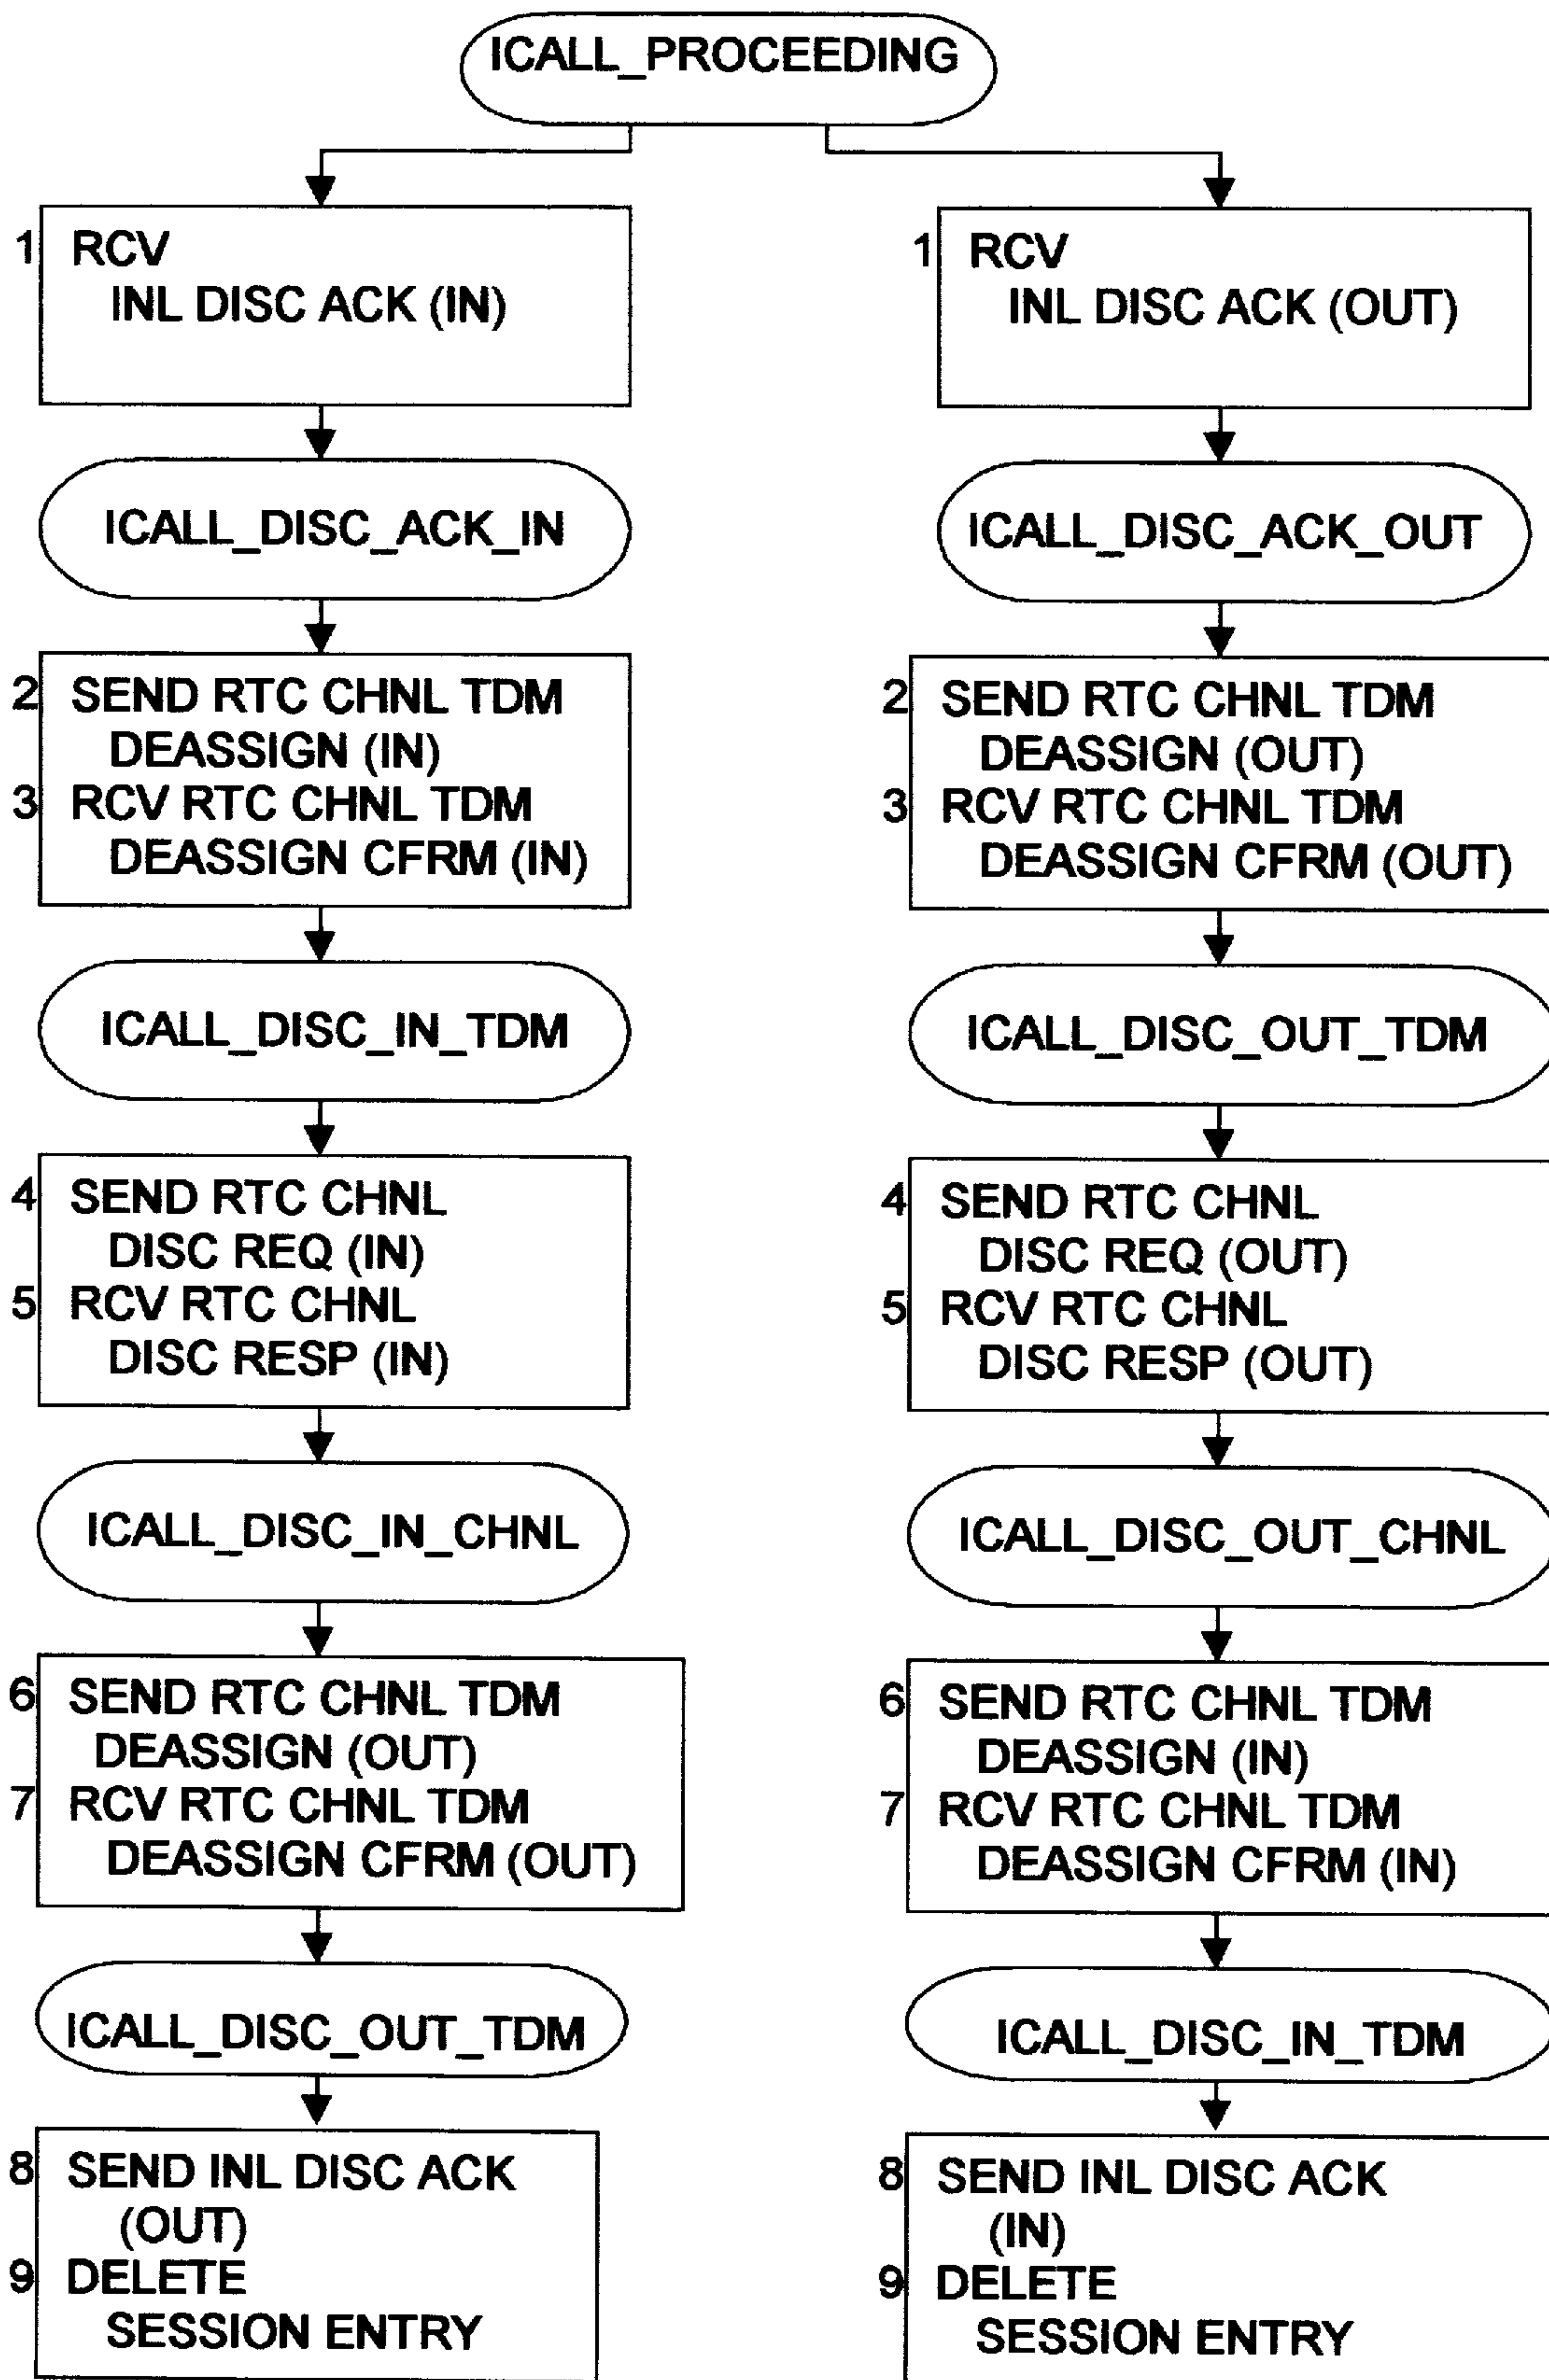 ICALL_PROCEEDING
1 RCV
INL DISC ACK (IN)
ICALL_DISC_ACK_IN
2 SEND RTC CHNL TDM
DEASSIGN (IN)
3 RCV RTC CHNL TDM
DEASSIGN CFRM (IN)
ICALL_DISC_IN_TDM
4 SEND RTC CHNL
DISC REQ (IN)
5 RCV RTC CHNL
DISC RESP (IN)
ICALL_DISC_IN_CHNL
6 SEND RTC CHNL TDM
DEASSIGN (OUT)
7 RCV RTC CHNL TDM
DEASSIGN CFRM (OUT)
ICALL_DISC_OUT_TDM
8 SEND INL DISC ACK
(OUT)
9 DELETE
SESSION ENTRY
1 RCV
INL DISC ACK (OUT)
ICALL_DISC_ACK_OUT
2 SEND RTC CHNL TDM
DEASSIGN (OUT)
3 RCV RTC CHNL TDM
DEASSIGN CFRM (OUT)
ICALL_DISC_OUT_TDM
4 SEND RTC CHNL
DISC REQ (OUT)
5 RCV RTC CHNL
DISC RESP (OUT)
ICALL_DISC_OUT_CHNL
6 SEND RTC CHNL TDM
DEASSIGN (IN)
7 RCV RTC CHNL TDM
DEASSIGN CFRM (IN)
ICALL_DISC_IN_TDM
8 SEND INL DISC ACK
(IN)
9 DELETE
SESSION ENTRY